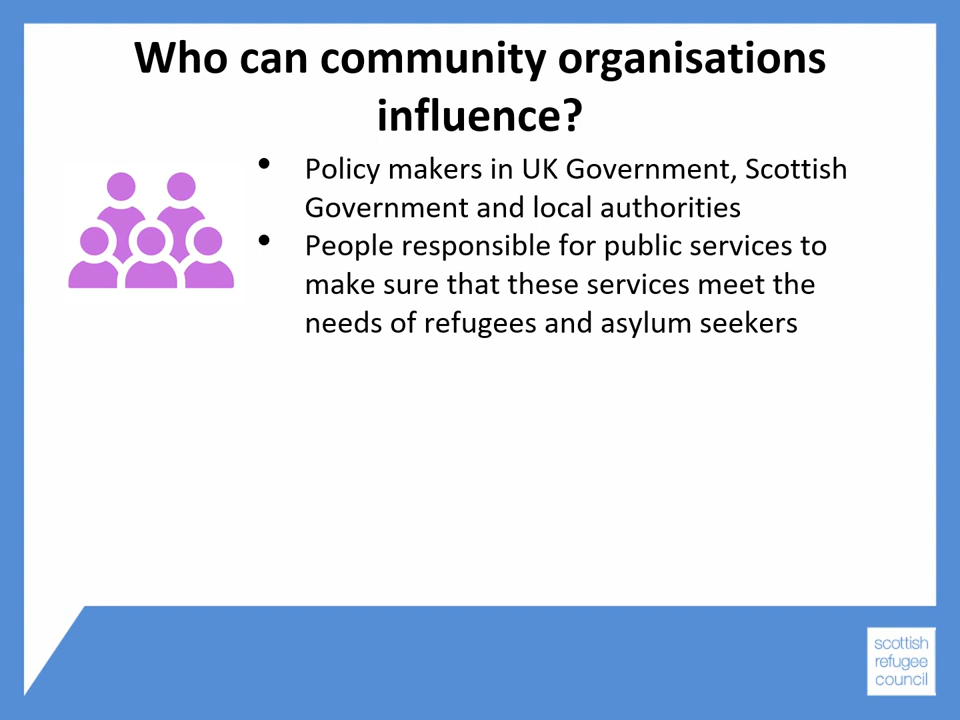 Who can community organisations
influence?
• Policy makers in UK Government, Scottish
Government and local authorities
• People responsible for public services to
make sure that these services meet the
needs of refugees and asylum seekers
scottish
refugee
council